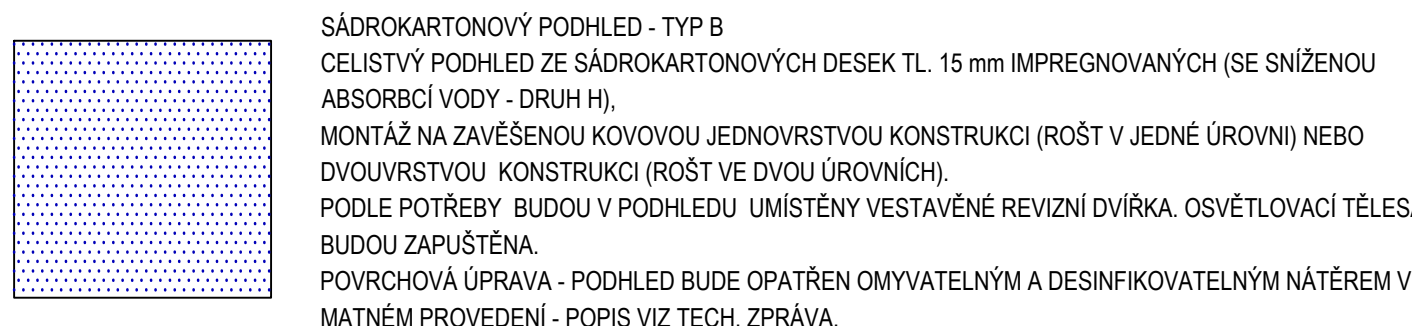 SÁDROKARTONOVÝ PODHLED - TYP B
CELISTVÝ PODHLED ZE SÁDROKARTONOVÝCH DESEK TL. 15 mm IMPREGNOVANÝCH (SE SNÍŽENOU
ABSORBCÍ VODY - DRUH H),
MONTÁŽ NA ZAVĚŠENOU KOVOVOU JEDNOVRSTVOU KONSTRUKCI (ROŠT V JEDNÉ ÚROVNI) NEBO
DVOUVRSTVOU KONSTRUKCI (ROŠT VE DVOU ÚROVNÍCH).
PODLE POTŘEBY BUDOU V PODHLEDU UMÍSTĚNY VESTAVĚNÉ REVIZNÍ DVÍŘKA. OSVĚTLOVACÍ TĚLESA
BUDOU ZAPUŠTĚNA.
POVRCHOVÁ ÚPRAVA - PODHLED BUDE OPATŘEN OMYVATELNÝM A DESINFIKOVATELNÝM NÁTĚREM V
MATNÉM PROVEDENÍ - POPIS VIZ TECH. ZPRÁVA.